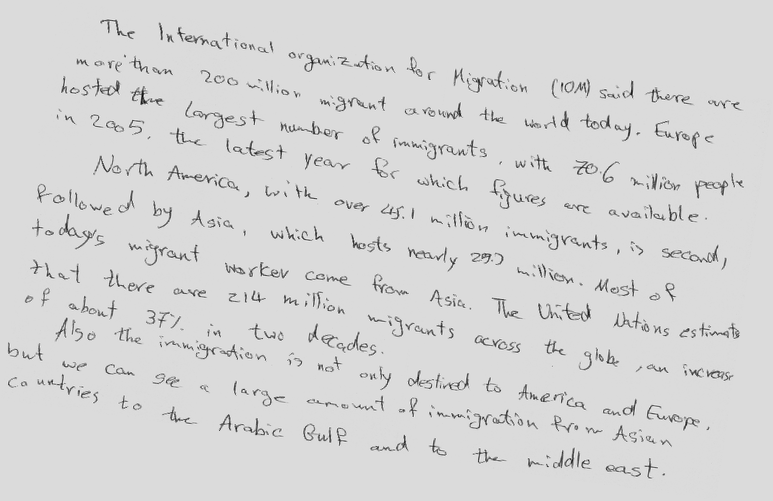 The International organization for Migration (IOM) said there are
more than 200 million migrant around the world today. Europe
hosted the largest number of immigrants, with 70.6 million people
in 2005, the latest year for which figures are available.
North America, with over 45.1 million immigrants, is second,
followed by Asia, which hosts nearly 25.3 million. Most of
todays migrant worker come from Asia. The United Nations estimate
that there are 214 million migrants across the globe, an increase
of about 37% in two decades.
Also the immigration is not only destined to America and Europe,
but we can see a large amount of immigration from Asian
countries to the Arabic Gulf and to the middle east.